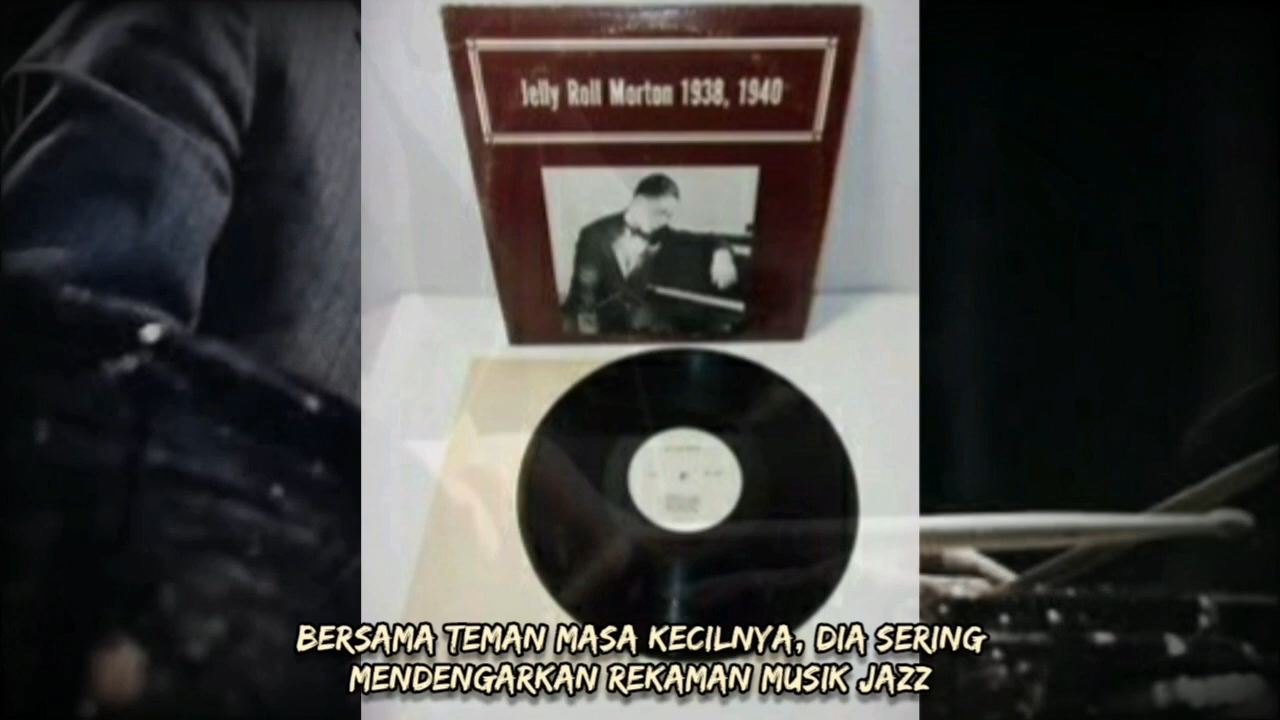 Jelly Roll Morton 1938, 1940
BERSAMA TEMAN MASA KECILNYA, DIA SERING
MENDENGARKAN REKAMAN MUSIK JAZZ